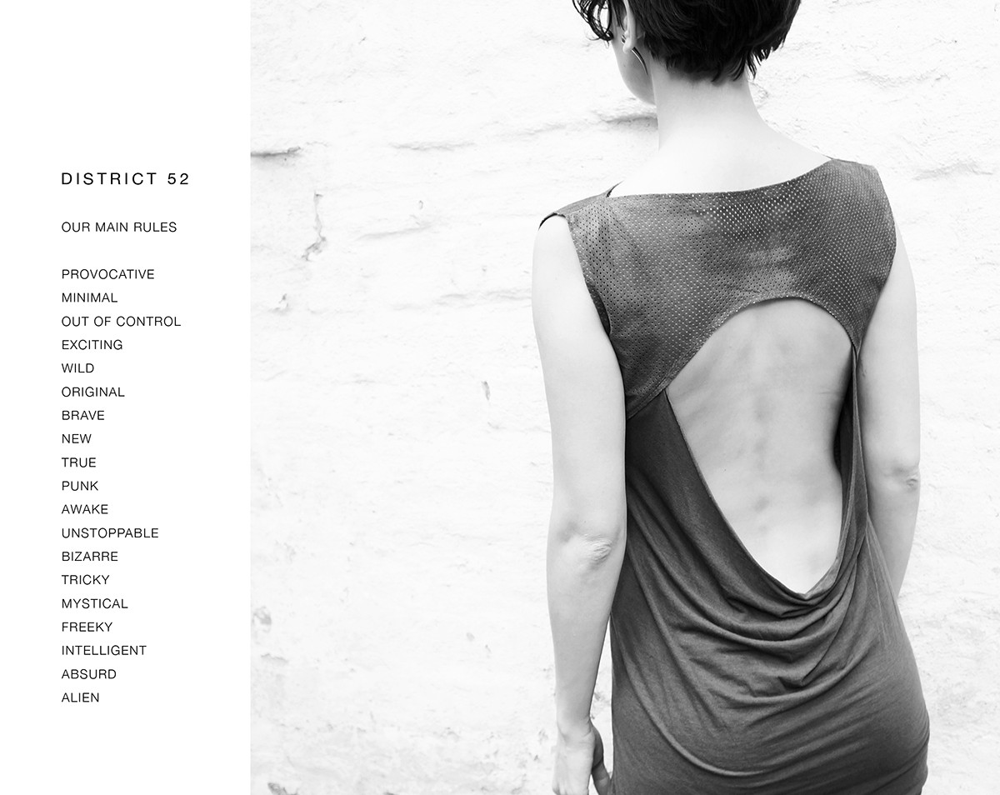 DISTRICT 52
OUR MAIN RULES
PROVOCATIVE
MINIMAL
OUT OF CONTROL
EXCITING
WILD
ORIGINAL
BRAVE
NEW
TRUE
PUNK
AWAKE
UNSTOPPABLE
BIZARRE
TRICKY
MYSTICAL
FREEKY
INTELLIGENT
ABSURD
ALIEN